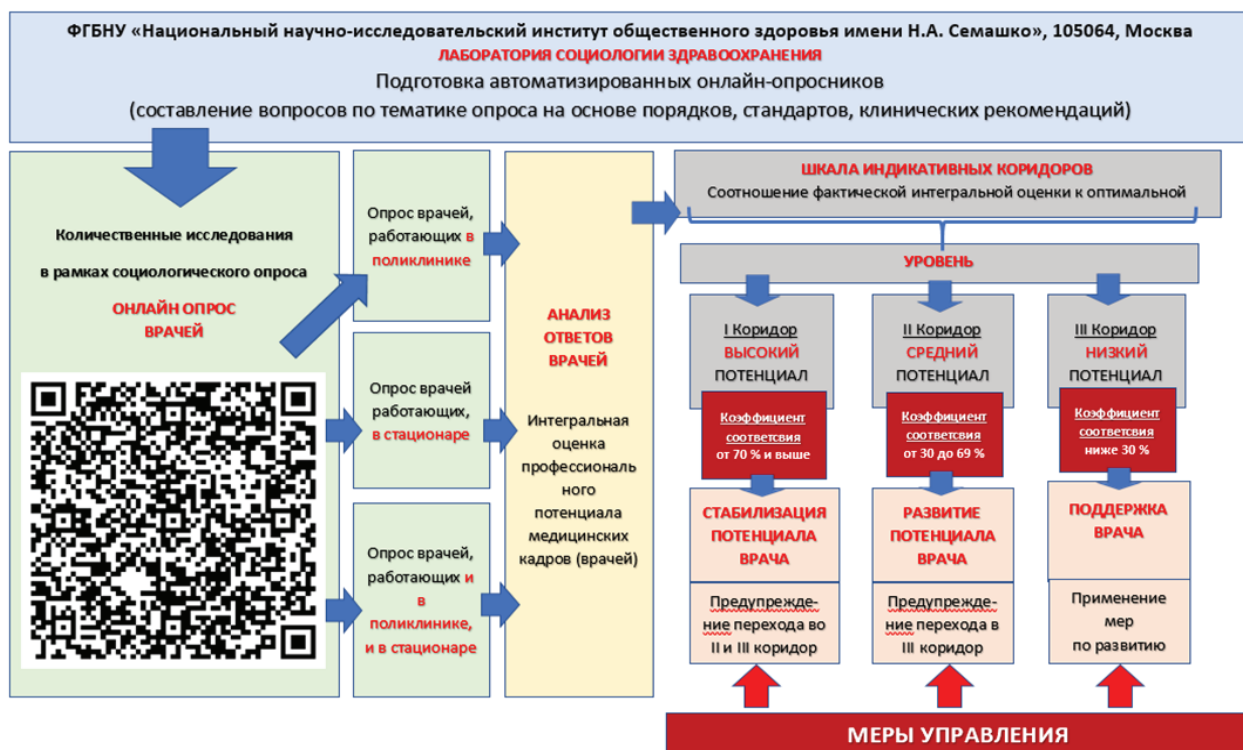 ФГБНУ «Национальный научно-исследовательский институт общественного здоровья имени Н.А. Семашко», 105064, Москва
ЛАБОРАТОРИЯ СОЦИОЛОГИИ ЗДРАВООХРАНЕНИЯ
Подготовка автоматизированных онлайн-опросников
(составление вопросов по тематике опроса на основе порядков, стандартов, клинических рекомендаций)
Количественные исследования
в рамках социологического опроса
ОНЛАЙН ОПРОС
ВРАЧЕЙ
Опрос врачей,
работающих в
поликлинике
Опрос врачей
работающих,
в стационаре
Опрос врачей,
работающих и
в
поликлинике,
и в стационаре
АНАЛИЗ
ОТВЕТОВ
ВРАЧЕЙ
Интегральная
оценка
профессиональ
ного
потенциала
медицинских
кадров (врачей)
ШКАЛА ИНДИКАТИВНЫХ КОРИДОРОВ
Соотношение фактической интегральной оценки к оптимальной
УРОВЕНЬ
I Коридор
ВЫСОКИЙ
ПОТЕНЦИАЛ
Коэффициент
соответсвия
от 70 % и выше
СТАБИЛИЗАЦИЯ
ПОТЕНЦИАЛА
ВРАЧА
Предупрежде-
ние перехода во
II и III коридор
II Коридор
СРЕДНИЙ
ПОТЕНЦИАЛ
Коэффициент
соответсвия
от 30 до 69 %
РАЗВИТИЕ
ПОТЕНЦИАЛА
ВРАЧА
Предупрежде-
ние перехода в
III коридор
III Коридор
НИЗКИЙ
ПОТЕНЦИАЛ
Коэффициент
соответсвия
ниже 30 %
ПОДДЕРЖКА
ВРАЧА
Применение
мер
по развитию
МЕРЫ УПРАВЛЕНИЯ